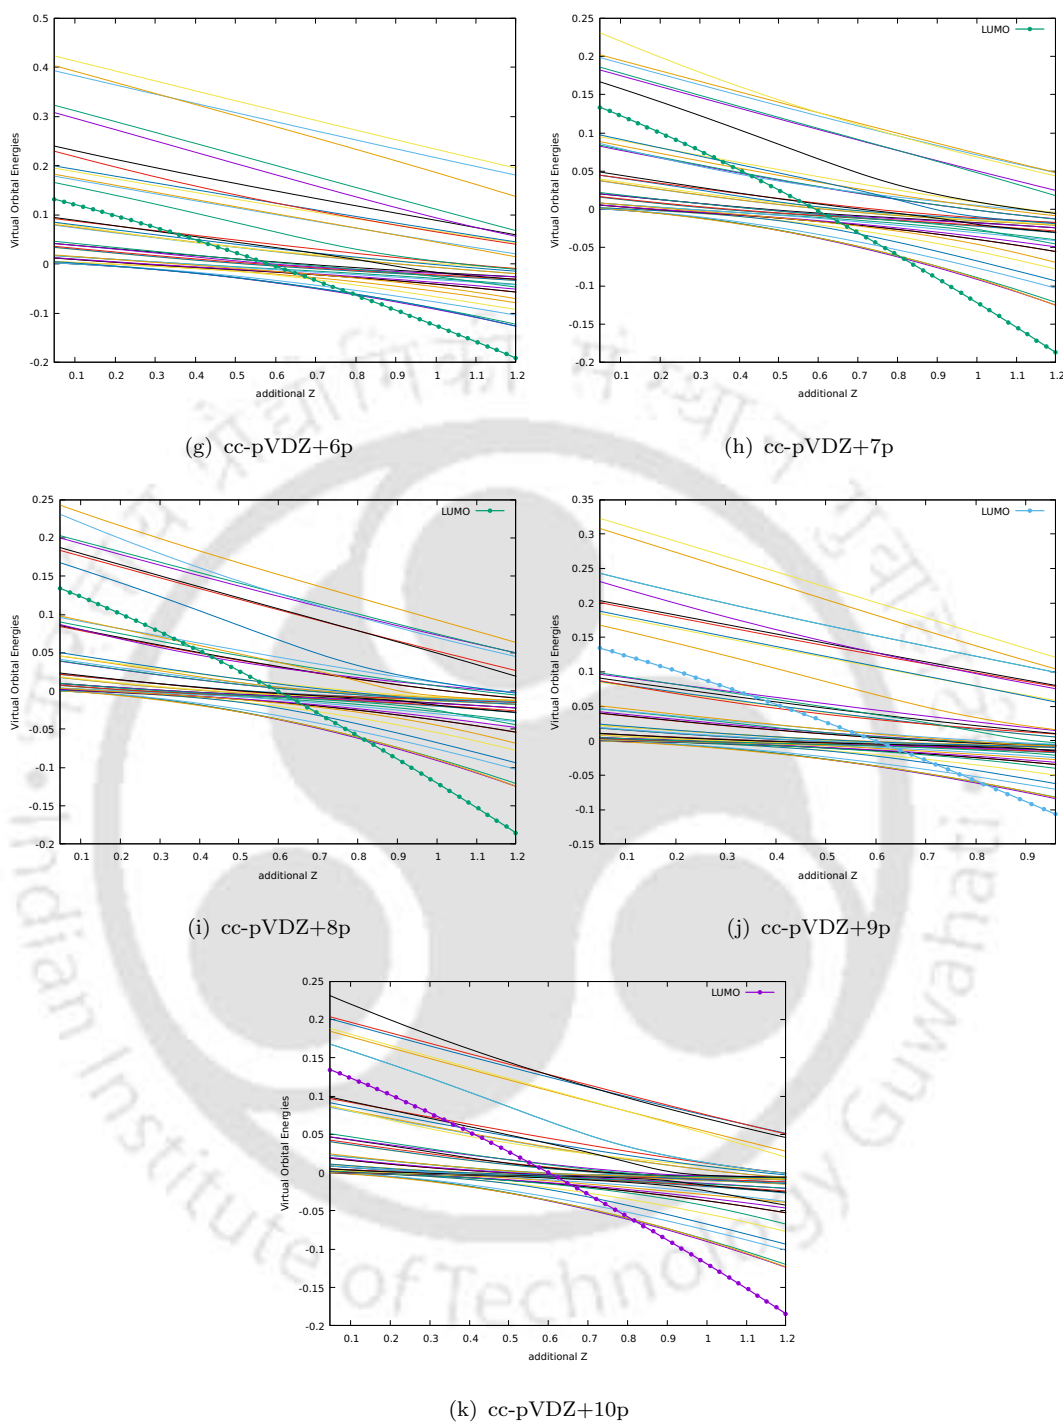 0.5
0.4
0.3
0.2
0.1
0
-0.1
-0.2
Virtual Orbital Energies
0.1 0.2 0.3 0.4 0.5 0.6 0.7 0.8 0.9 1 1.1 1.2
additional Z
(g) cc-pVDZ+6p
LUMO
0.25
0.2
0.15
0.1
0.05
0
-0.05
-0.1
-0.15
-0.2
Virtual Orbital Energies
0.1 0.2 0.3 0.4 0.5 0.6 0.7 0.8 0.9 1 1.1 1.2
additional Z
(h) cc-pVDZ+7p
LUMO
0.25
0.2
0.15
0.1
0.05
0
-0.05
-0.1
-0.15
-0.2
Virtual Orbital Energies
0.1 0.2 0.3 0.4 0.5 0.6 0.7 0.8 0.9 1 1.1 1.2
additional Z
(i) cc-pVDZ+8p
LUMO
0.35
0.3
0.25
0.2
0.15
0.1
0.05
0
-0.05
-0.1
-0.15
Virtual Orbital Energies
0.1 0.2 0.3 0.4 0.5 0.6 0.7 0.8 0.9
additional Z
(j) cc-pVDZ+9p
LUMO
0.25
0.2
0.15
0.1
0.05
0
-0.05
-0.1
-0.15
-0.2
Virtual Orbital Energies
0.1 0.2 0.3 0.4 0.5 0.6 0.7 0.8 0.9 1 1.1 1.2
additional Z
(k) cc-pVDZ+10p
Indian Institute of Technology Guwahati